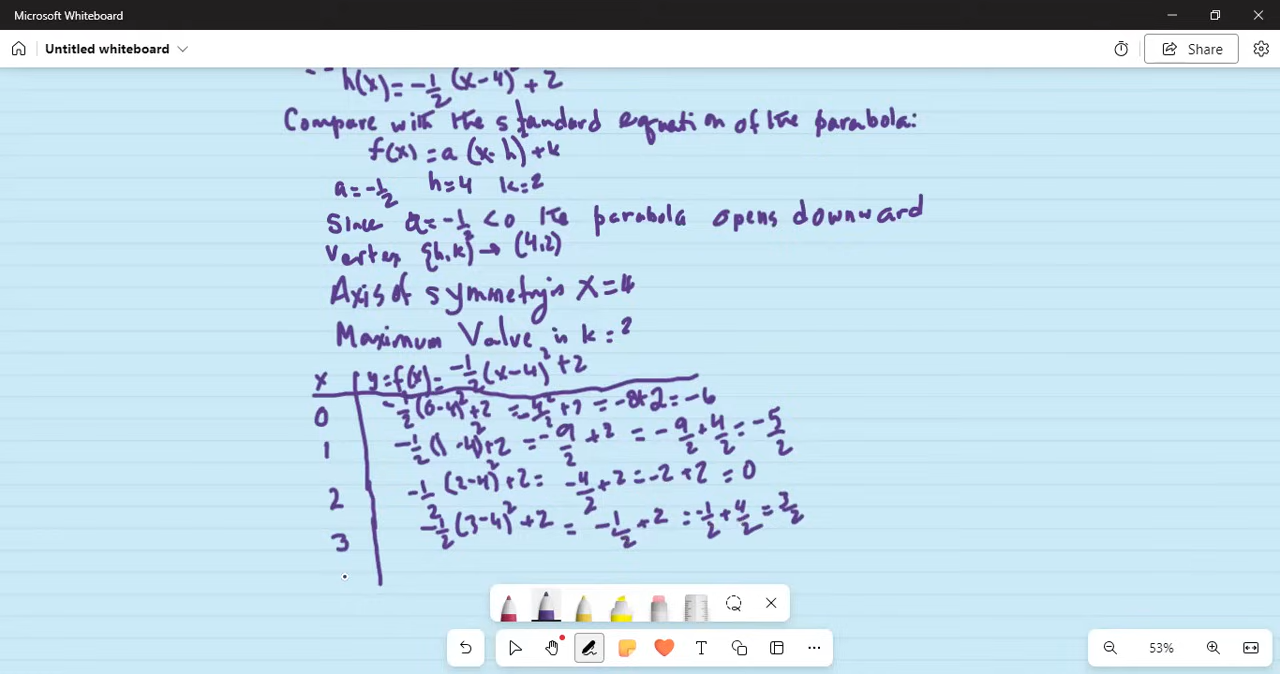 Microsoft Whiteboard
Untitled whiteboard
Share
h(x) = -1/2 (x-4)² + 2
Compare with the standard equation of the parabola:
f(x) = a (x-h)² + k
a = -1/2 h = 4 k = 2
Since a = -1/2 < 0 the parabola opens downward
Vertex {h,k} → (4,2)
Axis of symmetry is X = 4
Maximum Value is k = 2
x y = f(x) = -1/2 (x-4)² + 2
0 -1/2 (0-4)² + 2 = -4²/2 + 2 = -8+2 = -6
1 -1/2 (1-4)² + 2 = -9/2 + 2 = -9/2 + 4/2 = -5/2
2 -1/2 (2-4)² + 2 = -4/2 + 2 = -2 + 2 = 0
3 -1/2 (3-4)² + 2 = -1/2 + 2 = -1/2 + 4/2 = 3/2
53%